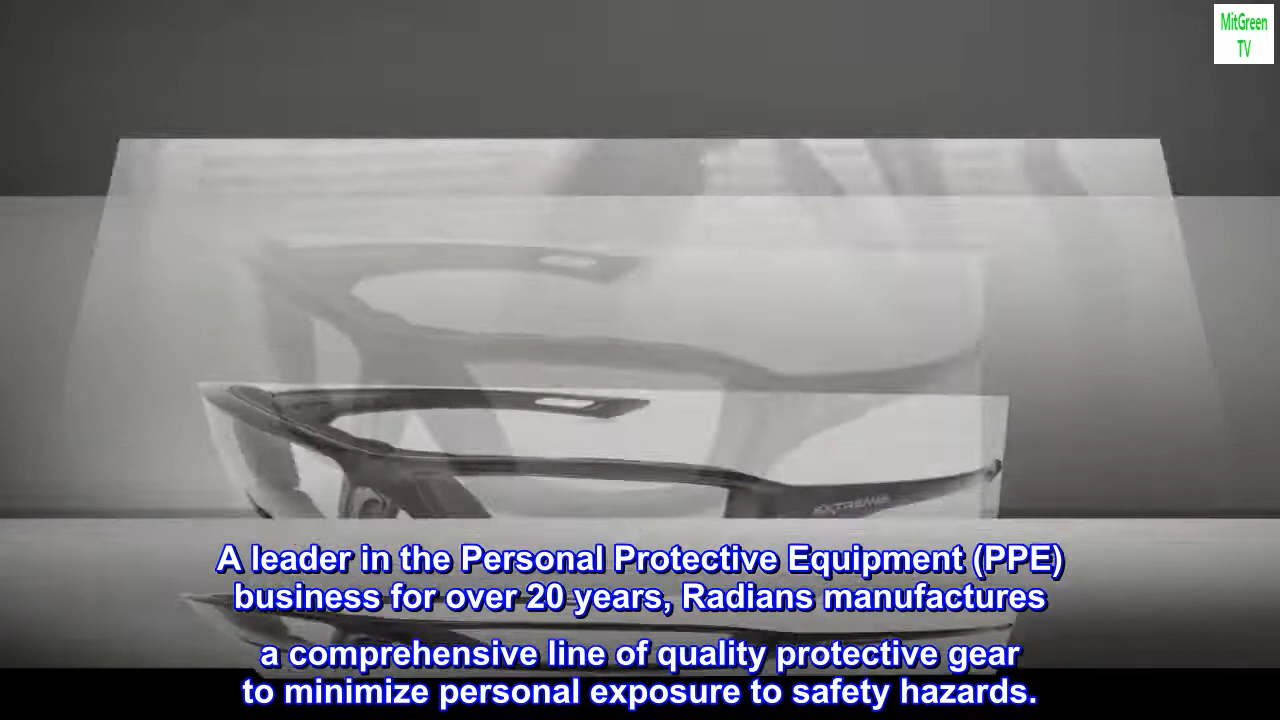 MitGreen
TV
EXTREMIS
A leader in the Personal Protective Equipment (PPE)
business for over 20 years, Radians manufactures
a comprehensive line of quality protective gear
to minimize personal exposure to safety hazards.